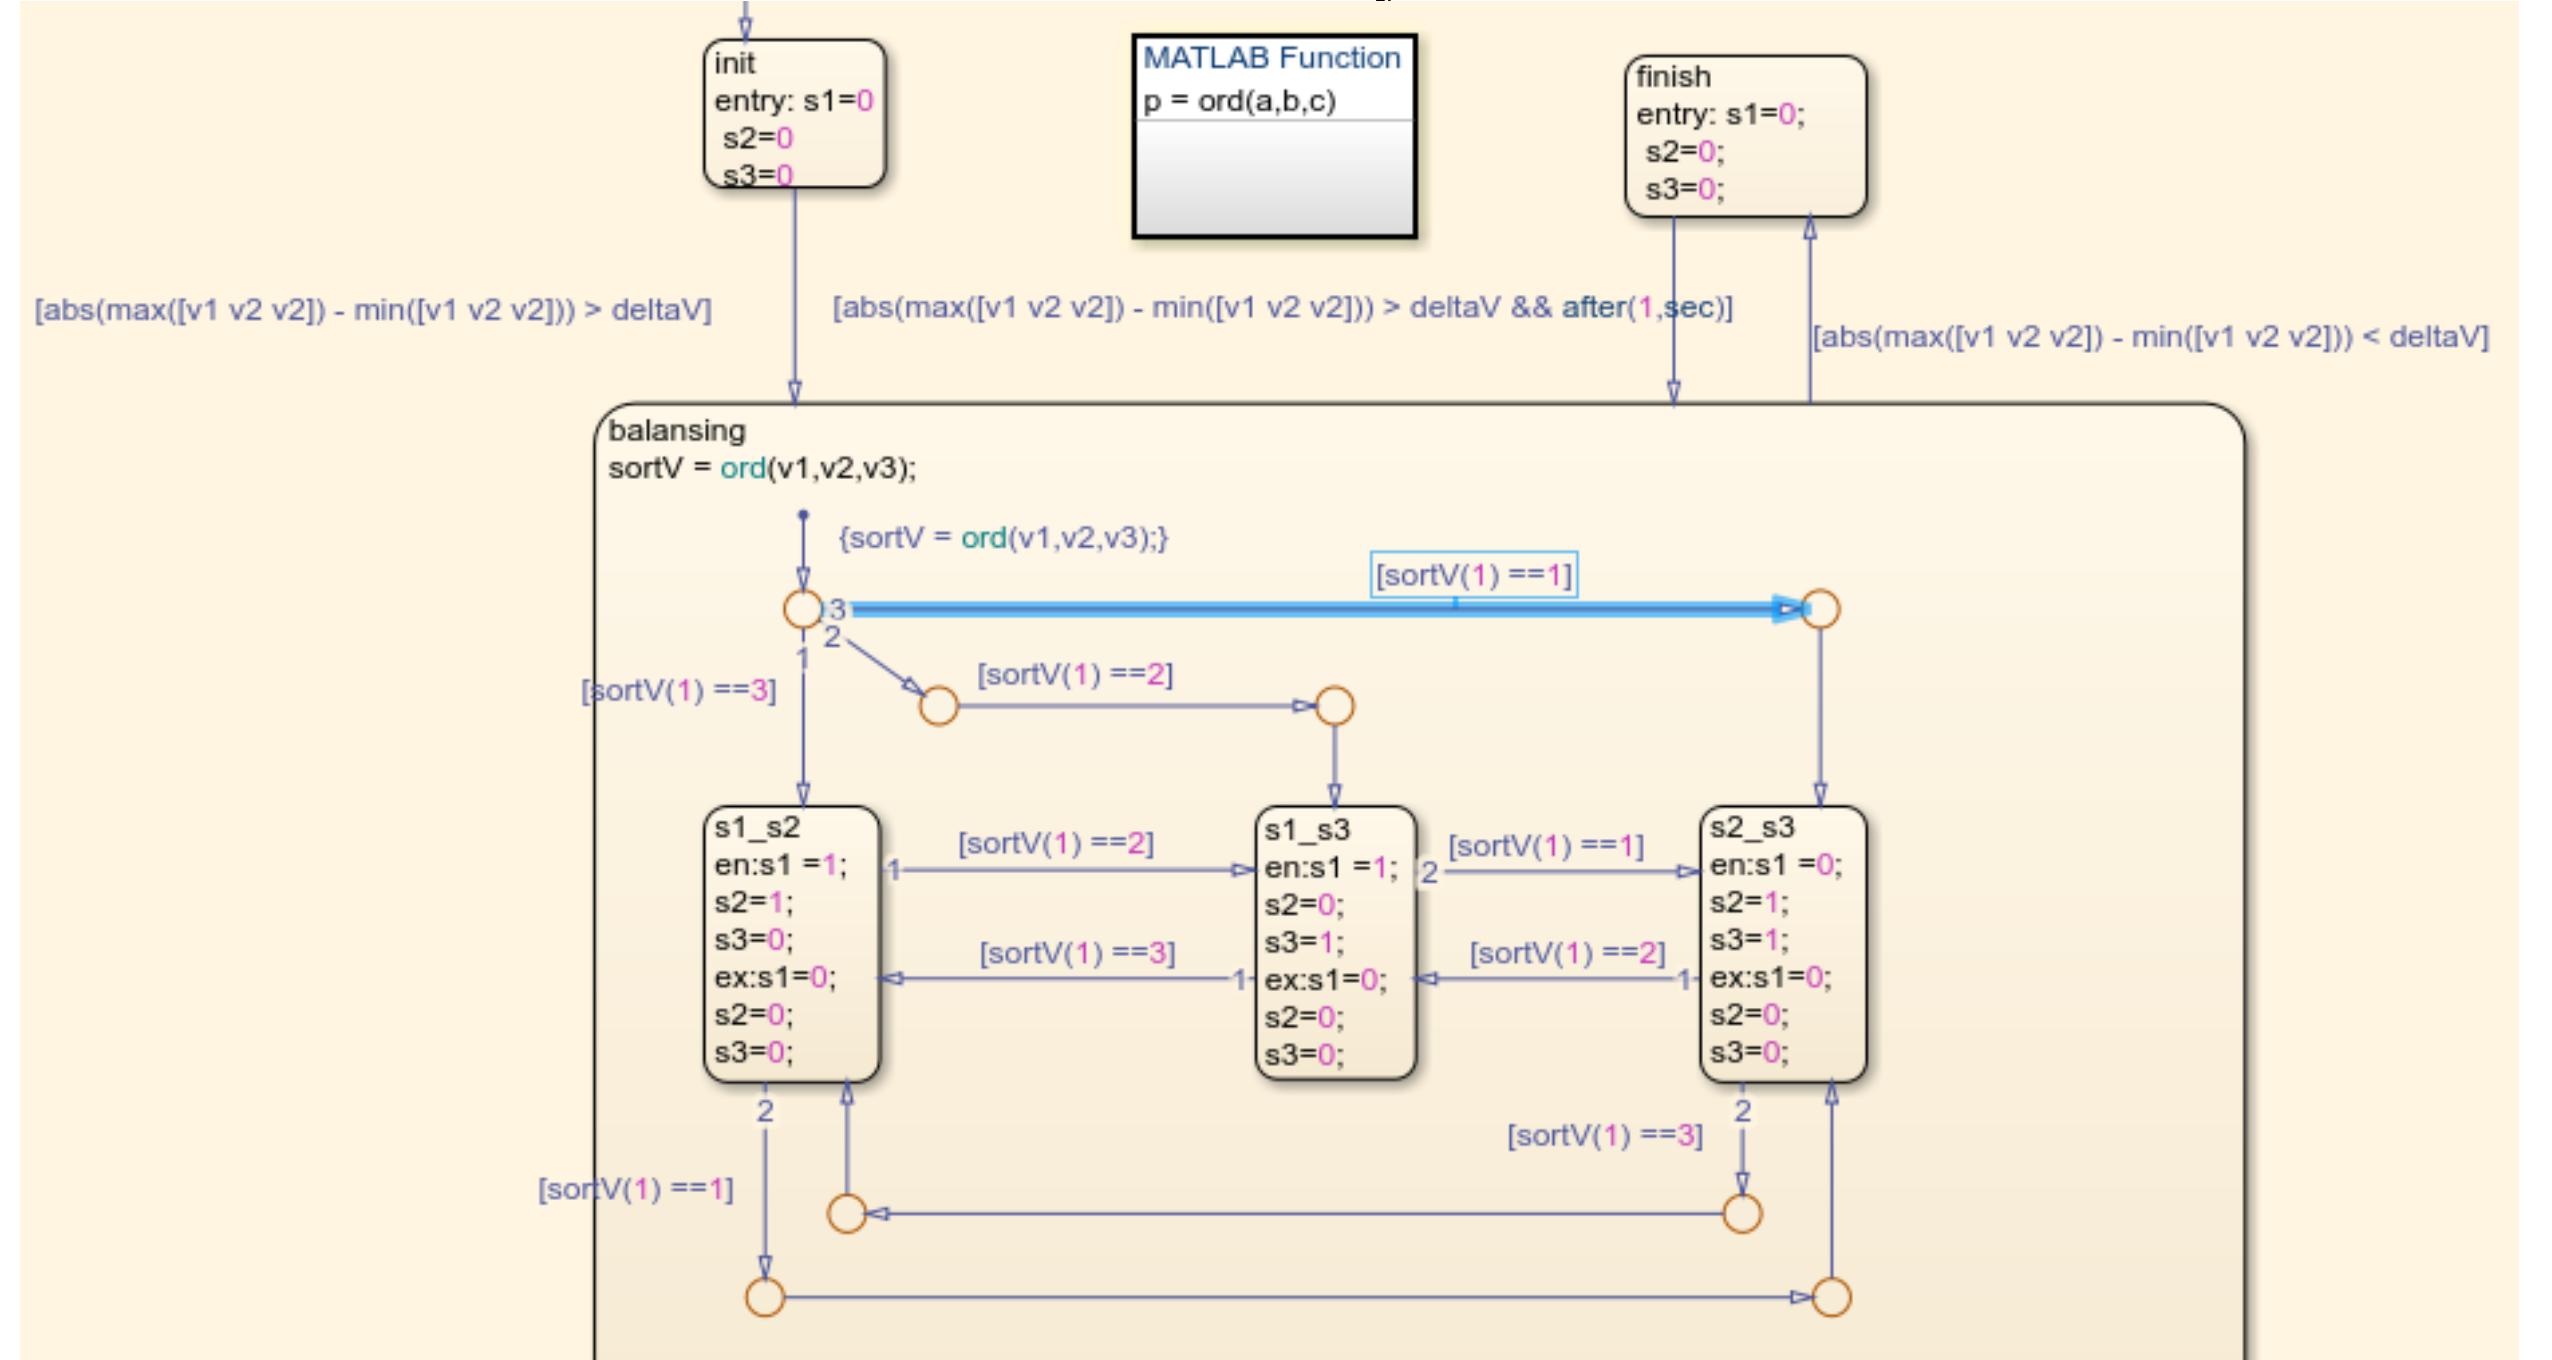 init
entry: s1=0
s2=0
s3=0
MATLAB Function
p = ord(a,b,c)
finish
entry: s1=0;
s2=0;
s3=0;
[abs(max([v1 v2 v2]) - min([v1 v2 v2])) > deltaV]
[abs(max([v1 v2 v2]) - min([v1 v2 v2])) > deltaV && after(1,sec)]
[abs(max([v1 v2 v2]) - min([v1 v2 v2])) < deltaV]
balansing
sortV = ord(v1,v2,v3);
{sortV = ord(v1,v2,v3);}
[sortV(1) ==1]
3
2
1
[sortV(1) ==3]
[sortV(1) ==2]
s1_s2
en:s1 =1;
s2=1;
s3=0;
ex:s1=0;
s2=0;
s3=0;
1
[sortV(1) ==2]
[sortV(1) ==3]
1
s1_s3
en:s1 =1;
s2=0;
s3=1;
ex:s1=0;
s2=0;
s3=0;
2
[sortV(1) ==1]
[sortV(1) ==2]
1
s2_s3
en:s1 =0;
s2=1;
s3=1;
ex:s1=0;
s2=0;
s3=0;
2
[sortV(1) ==1]
2
[sortV(1) ==3]